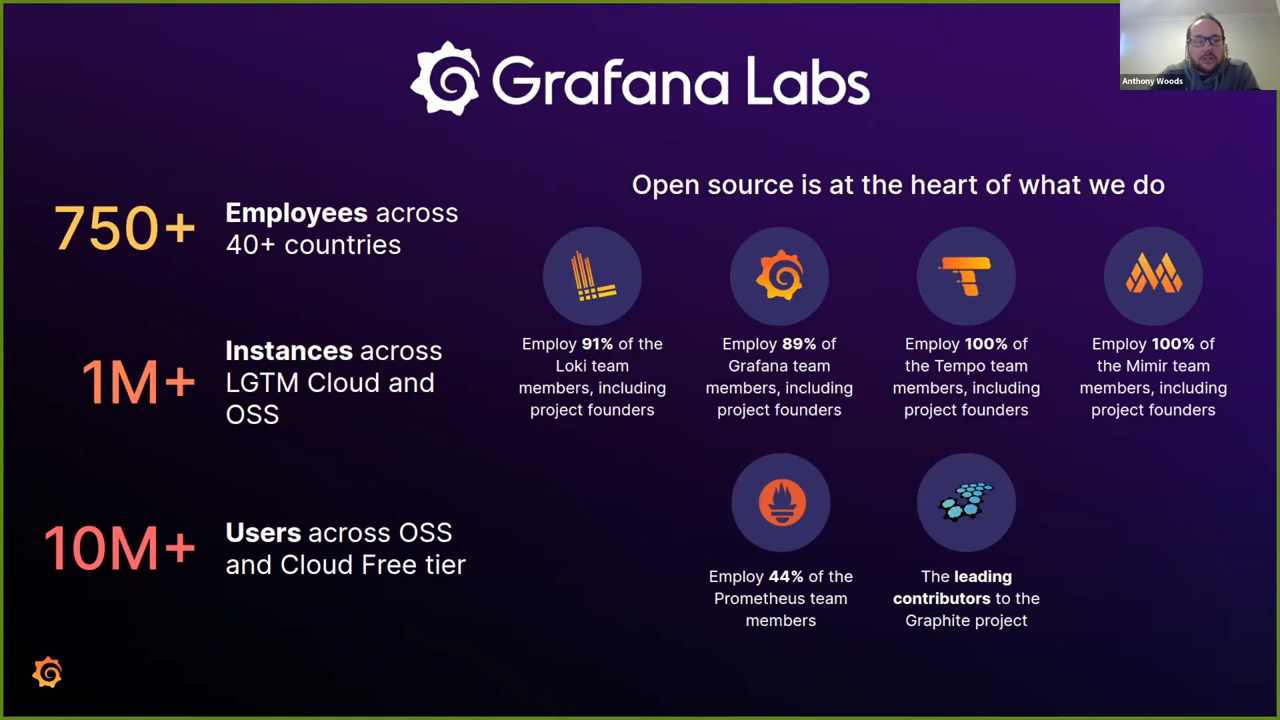 Grafana Labs
Anthony Woods
750+
Employees across
40+ countries
1M+
Instances across
LGTM Cloud and
OSS
10M+
Users across OSS
and Cloud Free tier
Open source is at the heart of what we do
Employ 91% of the
Loki team
members, including
project founders
Employ 89% of
Grafana team
members, including
project founders
Employ 100% of
the Tempo team
members, including
project founders
Employ 100% of
the Mimir team
members, including
project founders
Employ 44% of the
Prometheus team
members
The leading
contributors to the
Graphite project